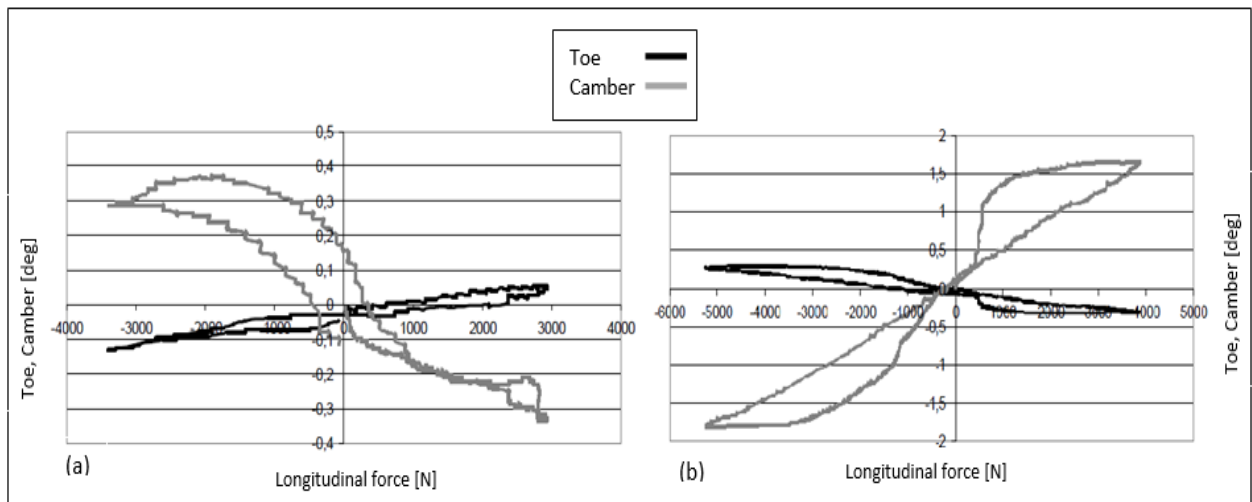 Toe
Camber
0,5
0,4
0,3
0,2
0,1
0
-0,1
-0,2
-0,3
-0,4
-4000 -3000 -2000 -1000 0 1000 2000 3000 4000
Toe, Camber [deg]
(a)
Longitudinal force [N]
2
1,5
1
0,5
0
-0,5
-1
-1,5
-2
-6000 -5000 -4000 -3000 -2000 -1000 0 1000 2000 3000 4000 5000
Toe, Camber [deg]
(b)
Longitudinal force [N]